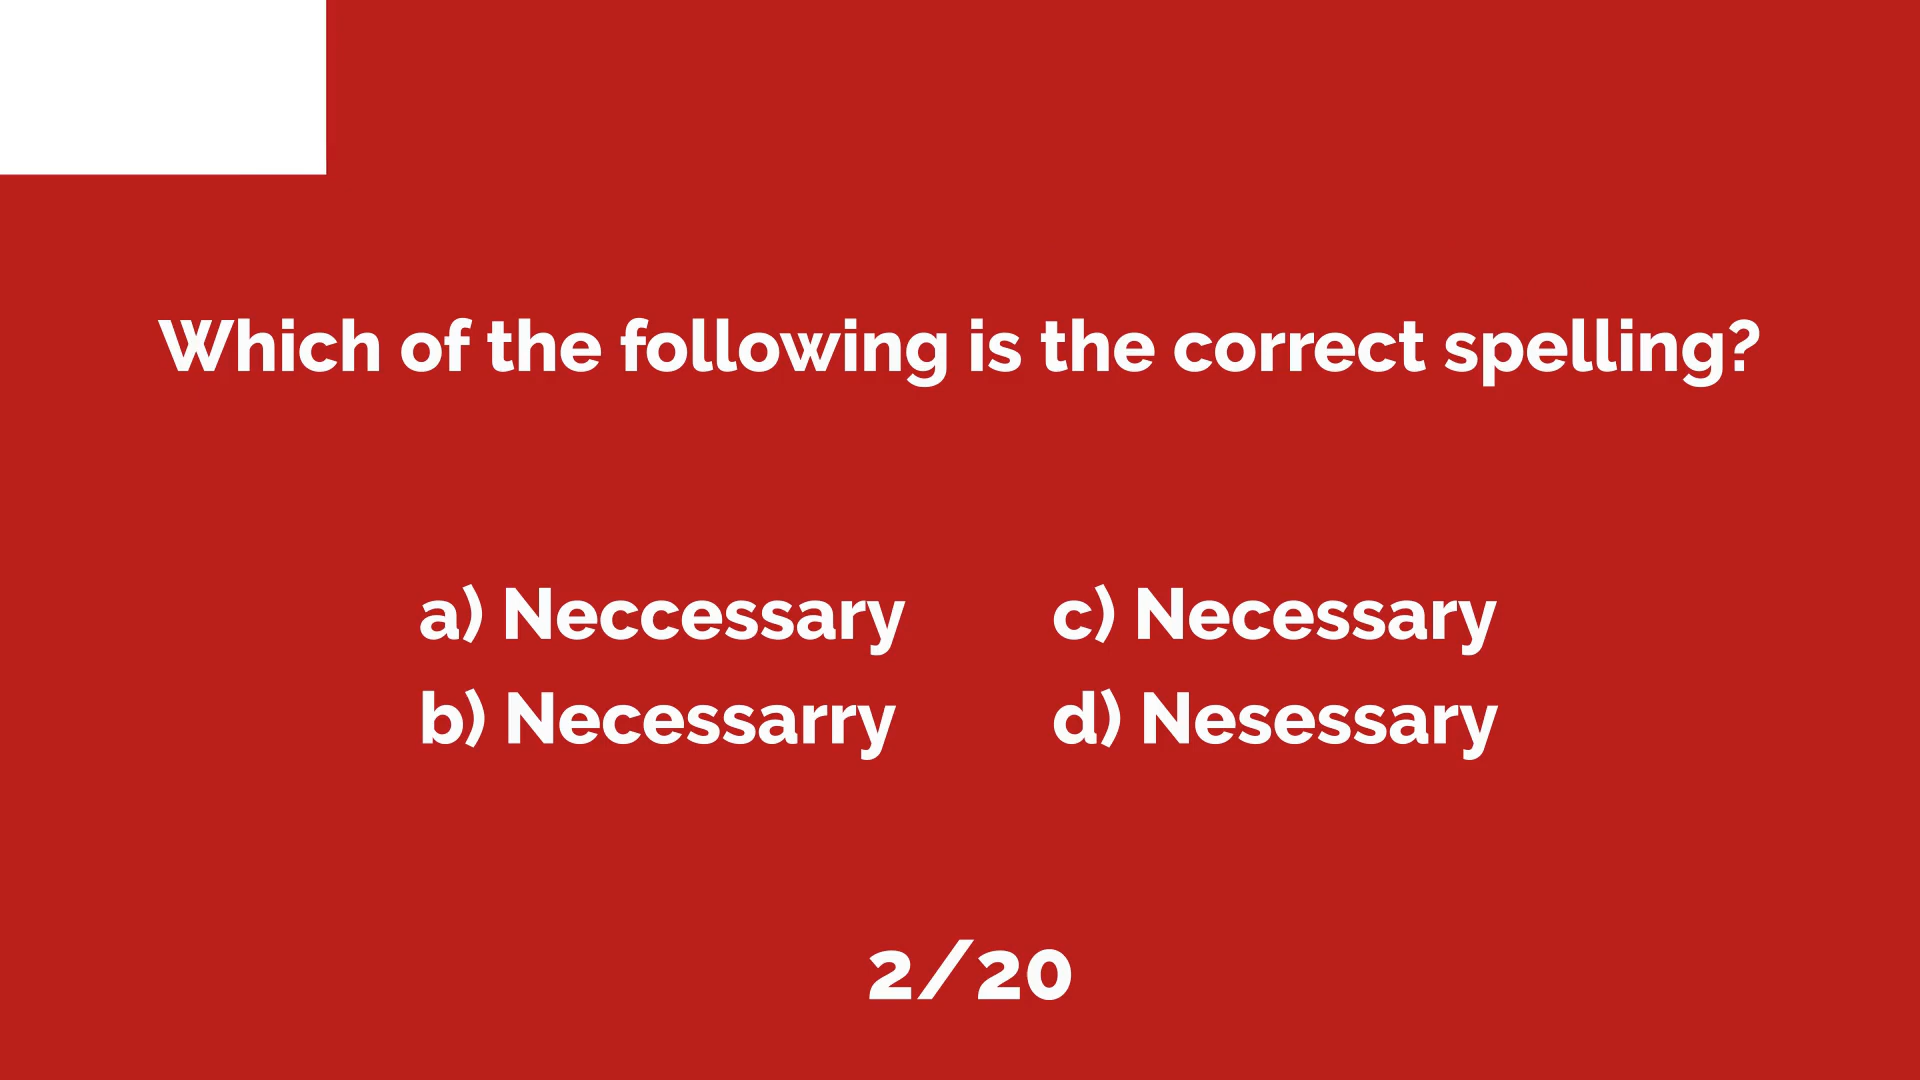 Which of the following is the correct spelling?
a) Neccessary
b) Necessarry
c) Necessary
d) Nesessary
2/20